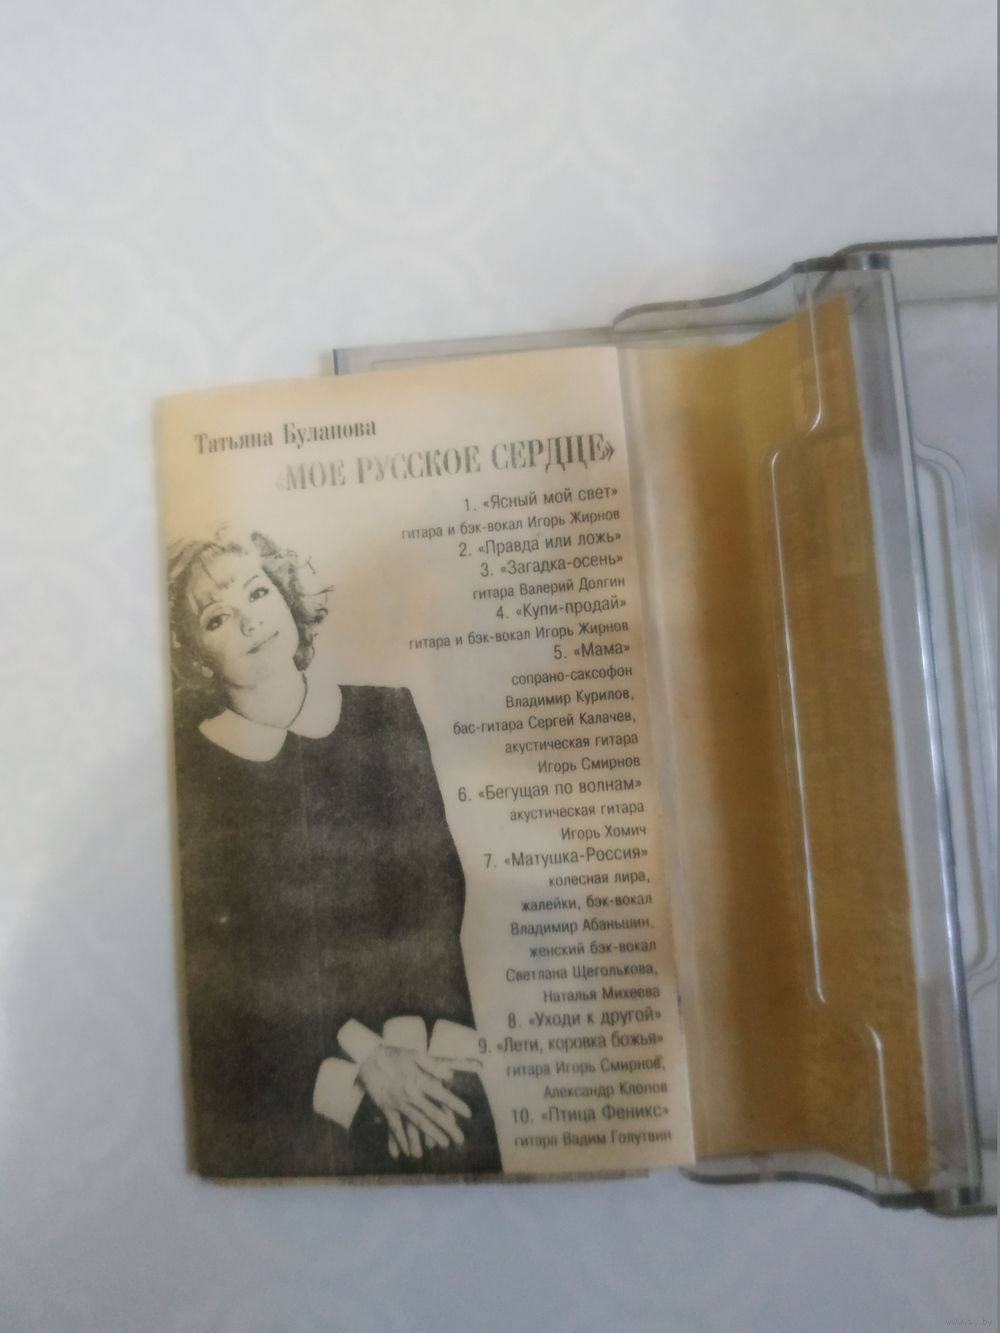 Татьяна Буланова
«МОЕ РУССКОЕ СЕРДЦЕ»
1. «Ясный мой свет»
гитара и бэк-вокал Игорь Жирнов
2. «Правда или ложь»
3. «Загадка-осень»
гитара Валерий Долгин
4. «Купи-продай»
гитара и бэк-вокал Игорь Жирнов
5. «Мама»
сопрано-саксофон
Владимир Курилов,
бас-гитара Сергей Калачев,
акустическая гитара
Игорь Смирнов
6. «Бегущая по волнам»
акустическая гитара
Игорь Хомич
7. «Матушка-Россия»
колесная лира,
жалейки, бэк-вокал
Владимир Абаньшин,
женский бэк-вокал
Светлана Щеголькова,
Наталья Михеева
8. «Уходи к другой»
9. «Лети, коровка божья»
гитара Игорь Смирнов,
Александр Клопов
10. «Птица Феникс»
гитара Вадим Голутвин
www.ay.by